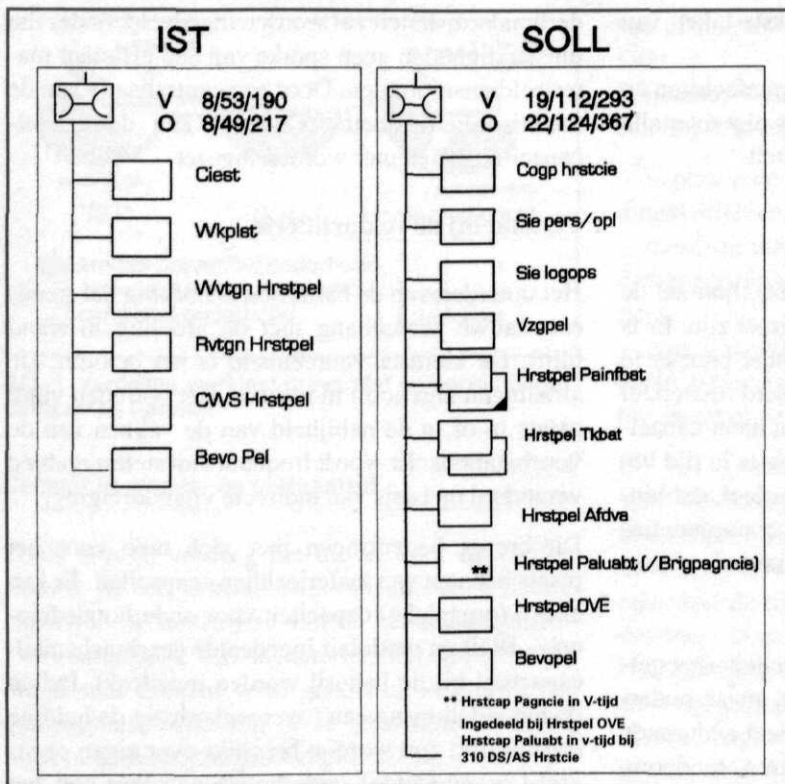 IST
V 8/53/190
O 8/49/217
Ciest
Wkplst
WVvtgn Hrstpel
Rvtgn Hrstpel
CWS Hrstpel
Bevo Pel
SOLL
V 19/112/293
O 22/124/367
Cogp hrstcie
Sie pers/opl
Sie logops
Vzgpel
Hrstpel Painfbat
Hrstpel Tkbat
Hrstpel Afdva
** Hrstpel Paluabt (/Brigpagncie)
Hrstpel OVE
Bevopel
** Hrstcap Pagncie in V-tijd
ingedeeld bij Hrstpel OVE
Hrstcap Paluabt in v-tijd bij
310 DS/AS Hrstcie